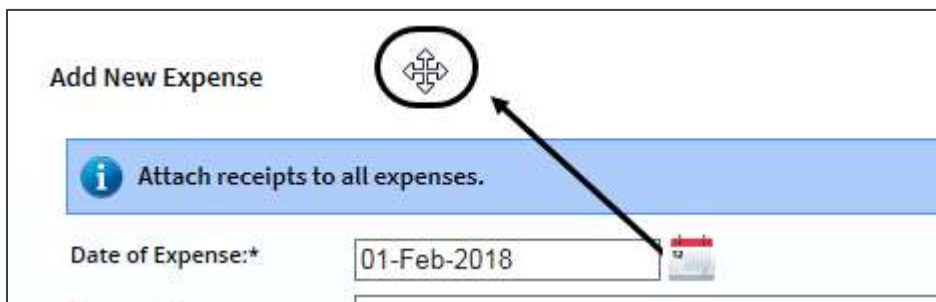 Add New Expense
Attach receipts to all expenses.
Date of Expense:* 01-Feb-2018